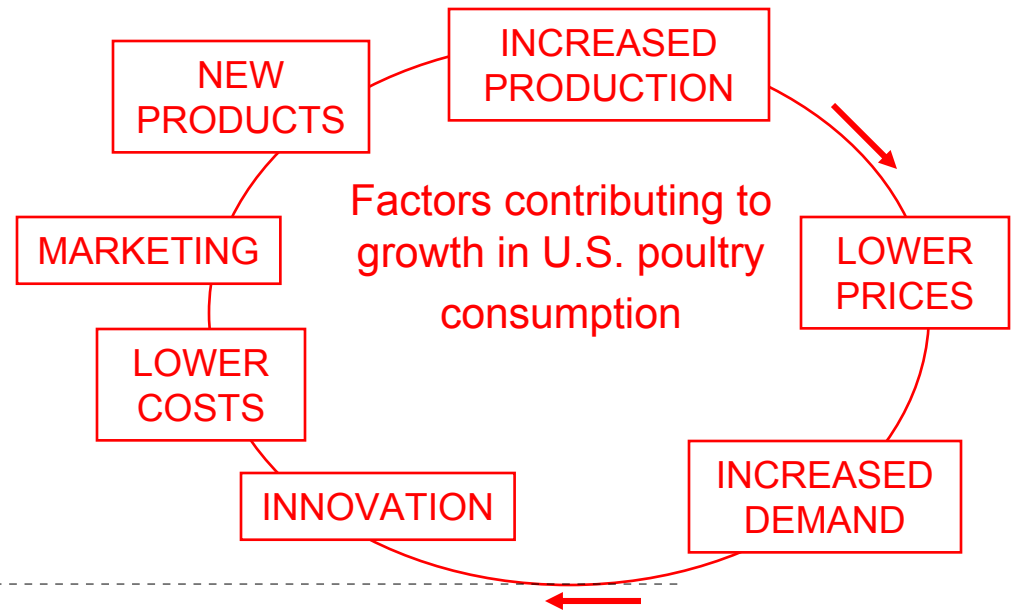 INCREASED
PRODUCTION
NEW
PRODUCTS
Factors contributing to
growth in U.S. poultry
consumption
MARKETING
LOWER
PRICES
LOWER
COSTS
INCREASED
DEMAND
INNOVATION